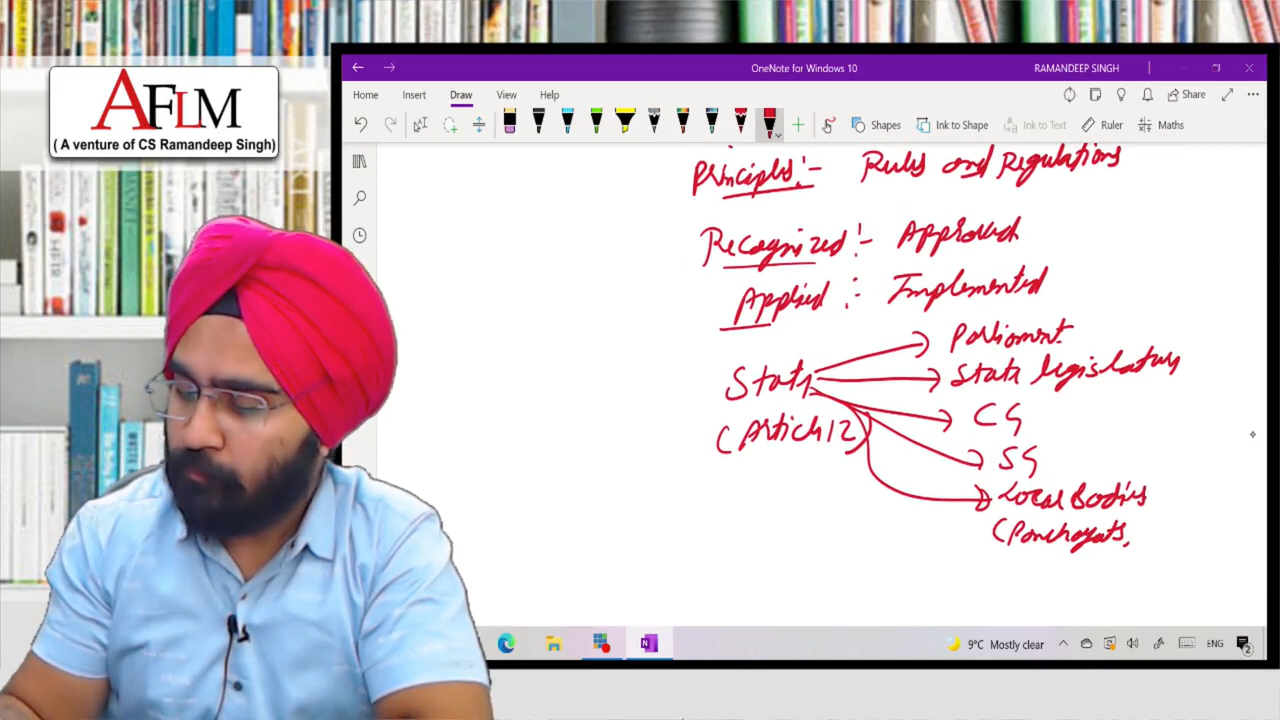 AFLM
( A venture of CS Ramandeep Singh)
OneNote for Windows 10
RAMANDEEP SINGH
Home Insert Draw View Help
Share
Shapes
Ink to Shape
Ink to Text
Ruler
Maths
Principles:- Rules and Regulations
Recognized:- Approved
Applied:- Implemented
State
(Article 12)
Parliament
State legislature
CG
SG
Local Bodies
(Panchayats,
9°C Mostly clear
ENG
2